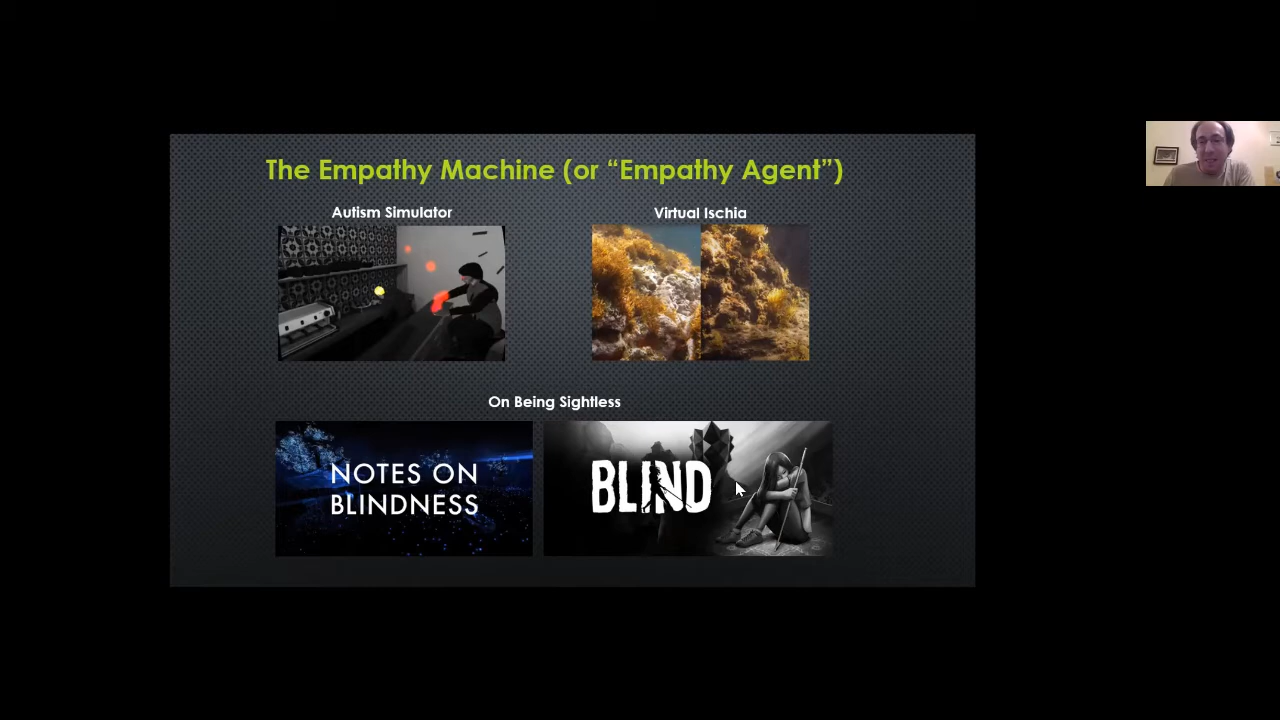 The Empathy Machine (or “Empathy Agent”)
Autism Simulator
Virtual Ischia
On Being Sightless
NOTES ON
BLINDNESS
BLIND